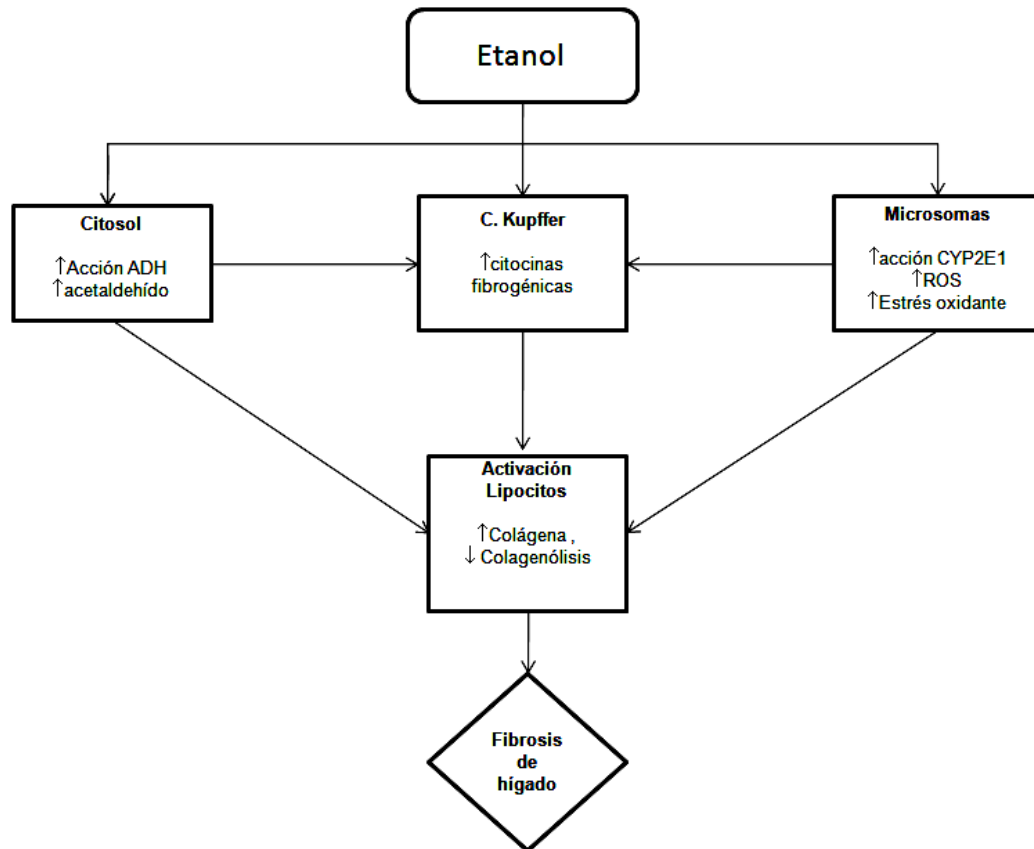 Etanol
Citosol
↑Acción ADH
↑acetaldehído
C. Kupffer
↑citocinas
fibrogénicas
Microsomas
↑acción CYP2E1
↑ROS
↑Estrés oxidante
Activación
Lipocitos
↑Colágena ,
↓ Colagenólisis
Fibrosis
de
hígado